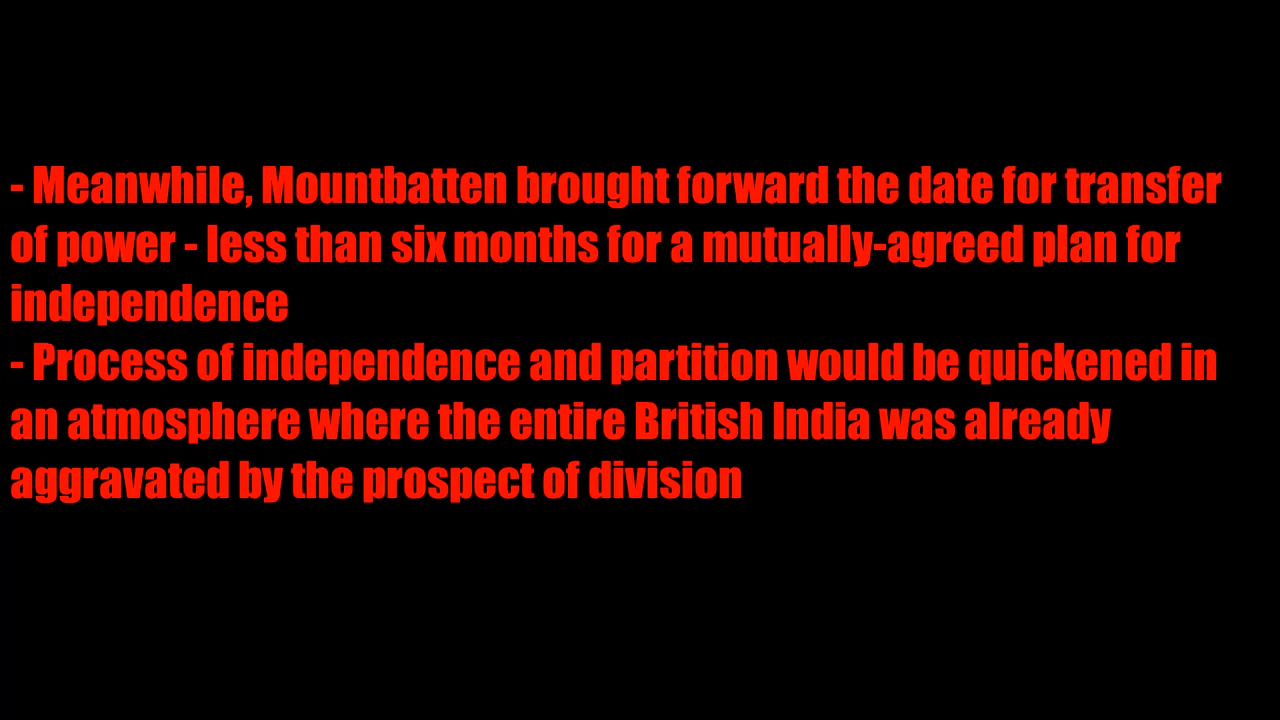 - Meanwhile, Mountbatten brought forward the date for transfer
of power - less than six months for a mutually-agreed plan for
independence
- Process of independence and partition would be quickened in
an atmosphere where the entire British India was already
aggravated by the prospect of division